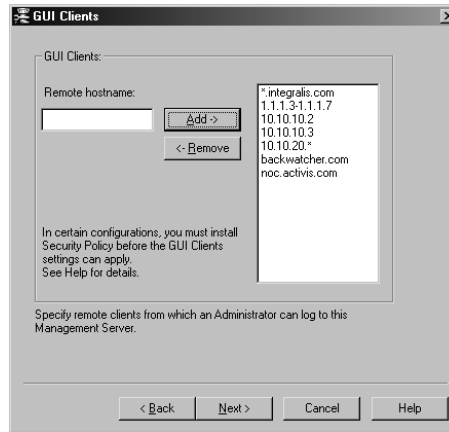 GUI Clients
GUI Clients:
Remote hostname:
Add ->
<- Remove
*.integralis.com
1.1.1.3-1.1.1.7
10.10.10.2
10.10.10.3
10.10.20.*
backwatcher.com
noc.activis.com
In certain configurations, you must install
Security Policy before the GUI Clients
settings can apply.
See Help for details.
Specify remote clients from which an Administrator can log to this
Management Server.
< Back
Next >
Cancel
Help